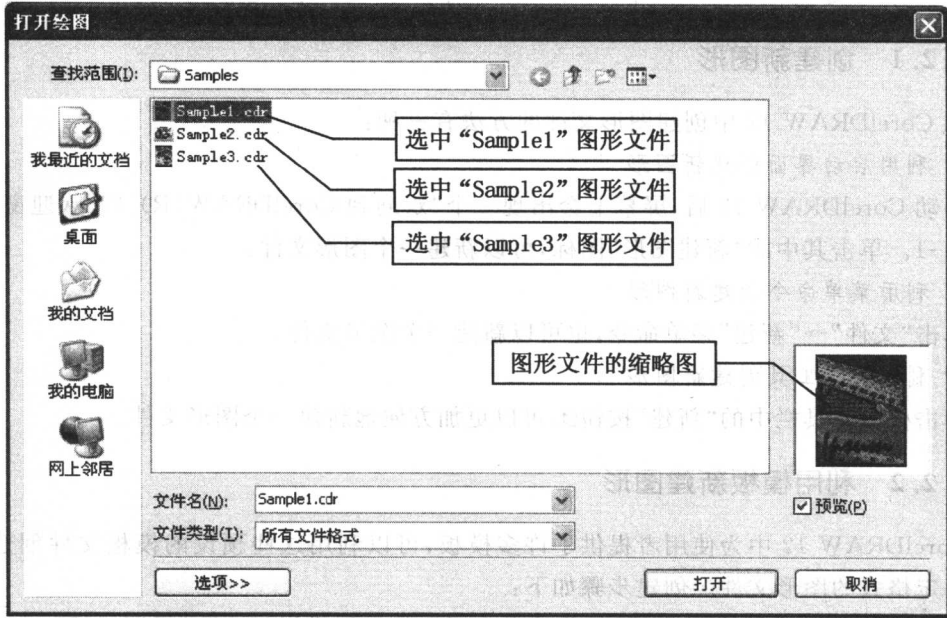 打开绘图
查找范围(I): Samples
Sample1.cdr
Sample2.cdr
Sample3.cdr
选中“Sample1”图形文件
选中“Sample2”图形文件
选中“Sample3”图形文件
图形文件的缩略图
我最近的文档
桌面
我的文档
我的电脑
网上邻居
文件名(N): Sample1.cdr
文件类型(T): 所有文件格式
预览(P)
选项>>
打开
取消